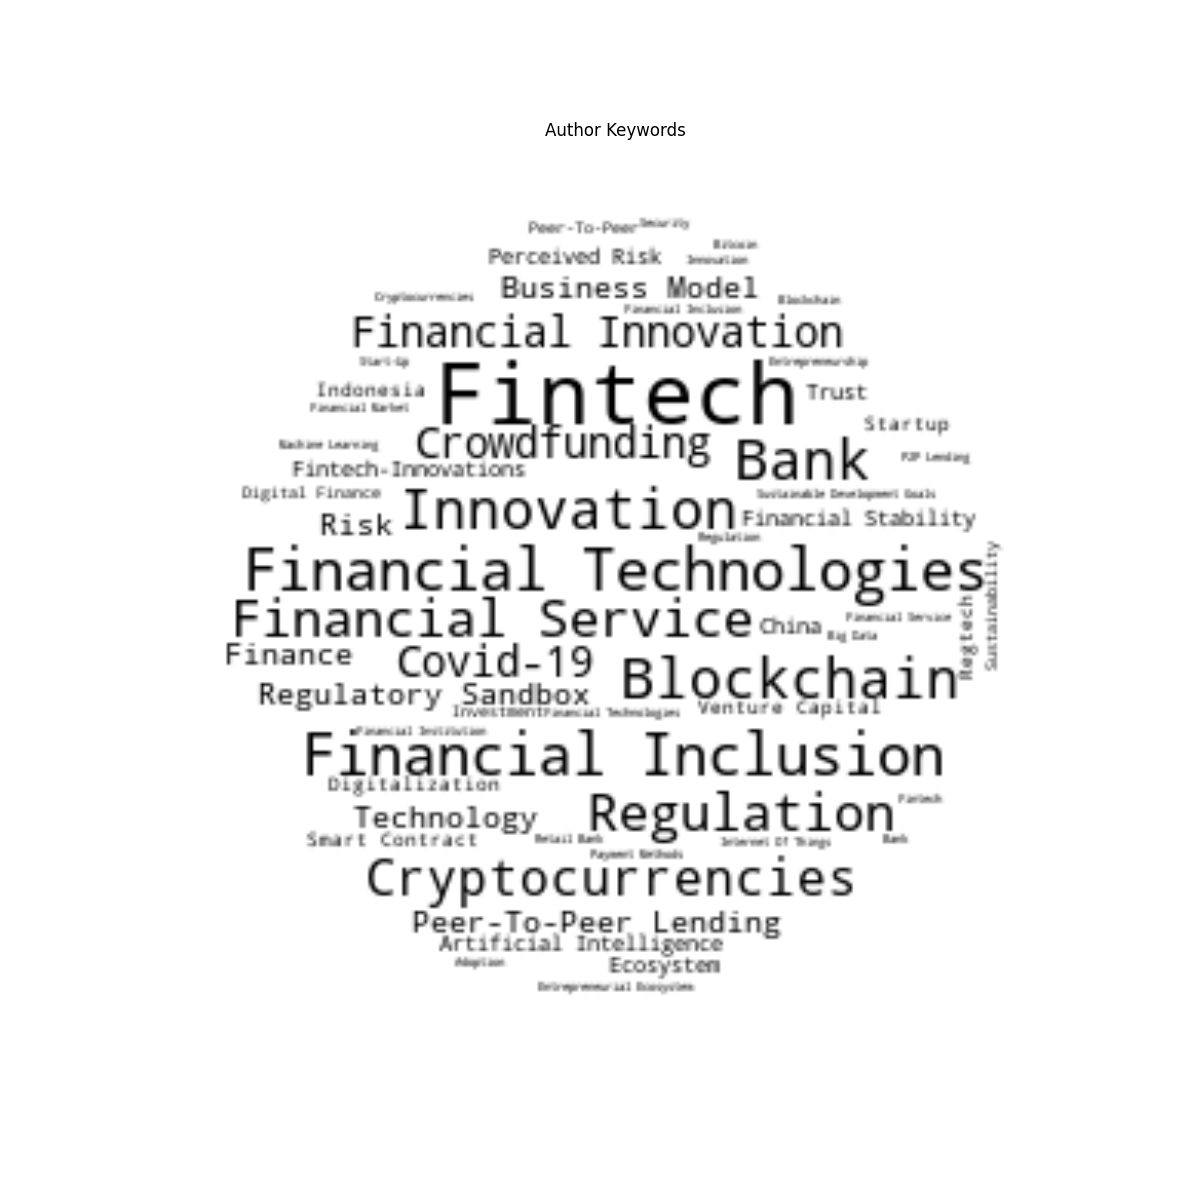 Author Keywords
Peer-To-Peer Security
Bitcoin
Perceived Risk Innovation
Business Model
Cryptocurrencies Blockchain
Financial Inclusion
Financial Innovation
Start-Up Entrepreneurship
Fintech
Indonesia Trust
Financial Market
Startup
Crowdfunding
Machine Learning Bank P2P Lending
Fintech-Innovations
Digital Finance Sustainable Development Goals
Innovation
Risk Financial Stability
Regulation
Financial Technologies
Sustainability
Regtech
Financial Service Financial Service
China
Big Data
Finance Covid-19
Blockchain
Regulatory Sandbox
Investment Financial Technologies Venture Capital
Financial Institution
Financial Inclusion
Digitalization
Fintech
Technology Regulation
Smart Contract Retail Bank Internet Of Things Bank
Payment Methods
Cryptocurrencies
Peer-To-Peer Lending
Artificial Intelligence
Adoption Ecosystem
Entrepreneurial Ecosystem